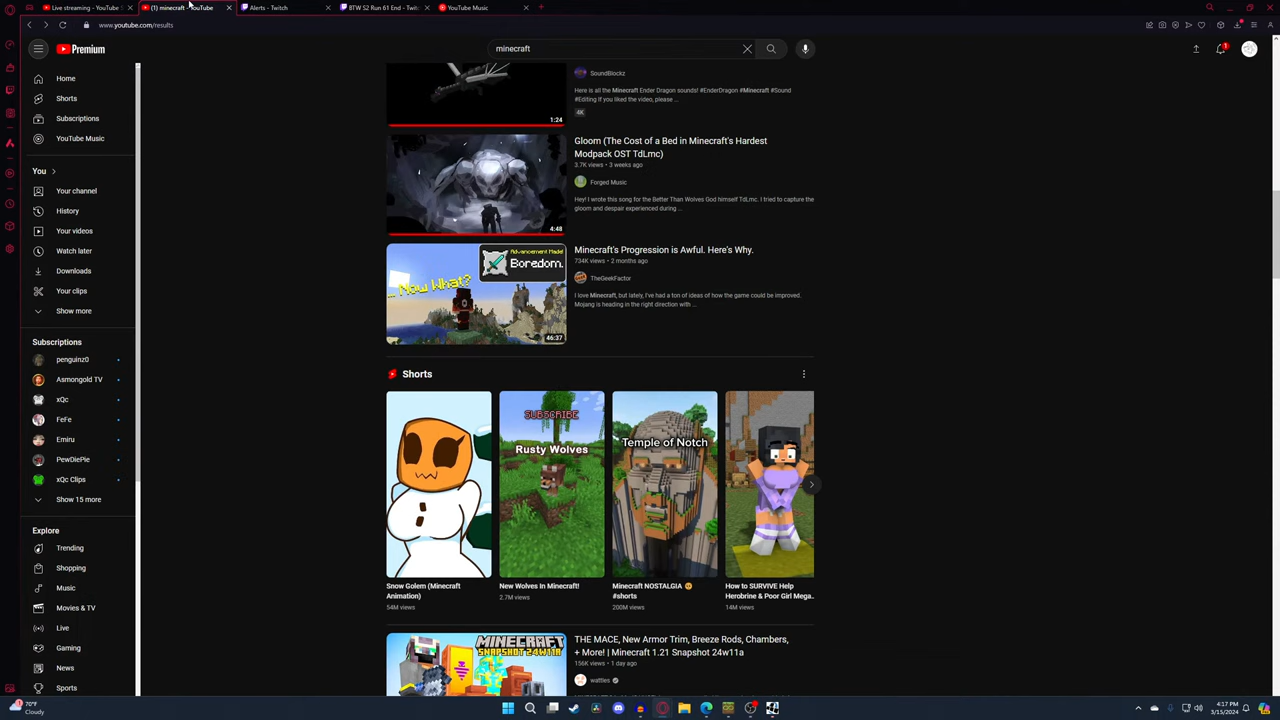 Live streaming - YouTube
(1) minecraft - YouTube
Alerts - Twitch
BTW S2 Run 61 End - Twit
YouTube Music
www.youtube.com/results
Premium
minecraft
1
Home
Shorts
Subscriptions
YouTube Music
You
Your channel
History
Your videos
Watch later
Downloads
Your clips
Show more
Subscriptions
penguinz0
Asmongold TV
xQc
FeFe
Emiru
PewDiePie
xQc Clips
Show 15 more
Explore
Trending
Shopping
Music
Movies & TV
Live
Gaming
News
Sports
1:24
SoundBlockz
Here is all the Minecraft Ender Dragon sounds! #EnderDragon #Minecraft #Sound
#Editing If you liked the video, please ...
4K
4:48
Gloom (The Cost of a Bed in Minecraft's Hardest
Modpack OST TdLmc)
3.7K views • 3 weeks ago
Forged Music
Hey! I wrote this song for the Better Than Wolves God himself TdLmc. I tried to capture the
gloom and despair experienced during ...
Advancement Made!
Boredom.
... Now What?
46:37
Minecraft's Progression is Awful. Here's Why.
734K views • 2 months ago
TheGeekFactor
I love Minecraft, but lately, I've had a ton of ideas of how the game could be improved.
Mojang is heading in the right direction with ...
Shorts
SUBSCRIBE
Rusty Wolves
Temple of Notch
Snow Golem (Minecraft
Animation)
54M views
New Wolves In Minecraft!
2.7M views
Minecraft NOSTALGIA 🥺
#shorts
200M views
How to SURVIVE Help
Herobrine & Poor Girl Mega..
14M views
MINECRAFT
SNAPSHOT 24W11A
THE MACE, New Armor Trim, Breeze Rods, Chambers,
+ More! | Minecraft 1.21 Snapshot 24w11a
156K views • 1 day ago
wattles
1
70°F
Cloudy
4:17 PM
3/15/2024